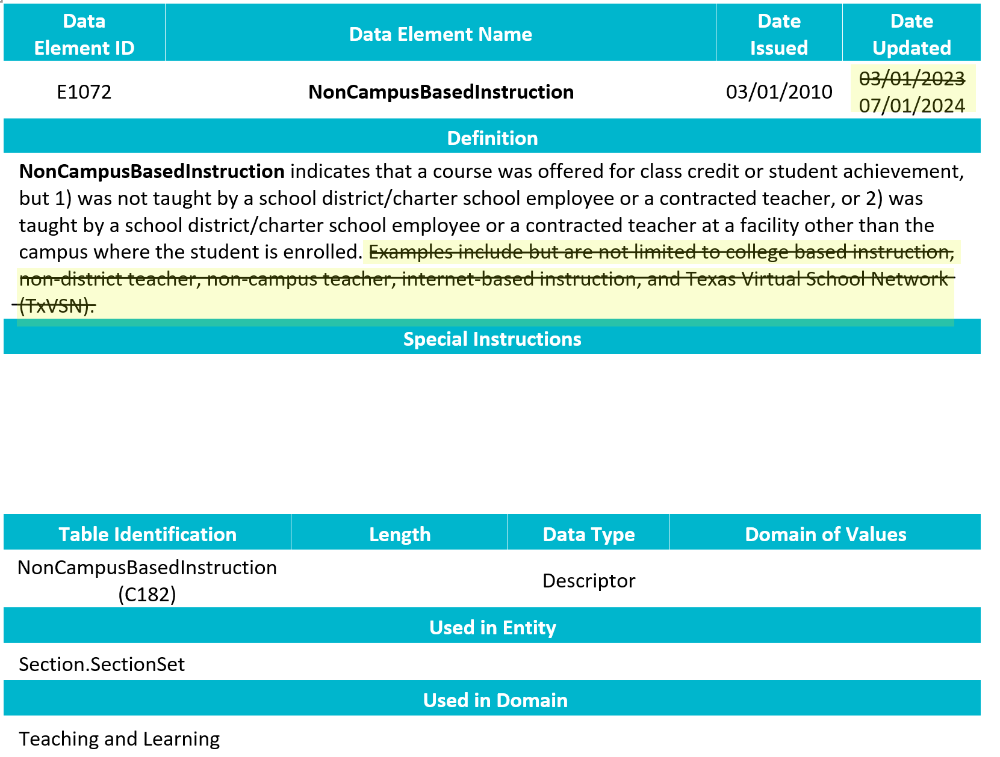 Data Element ID Data Element Name Date Issued Date Updated
E1072 NonCampusBasedInstruction 03/01/2010 03/01/2023 07/01/2024
Definition
NonCampusBasedInstruction indicates that a course was offered for class credit or student achievement,
but 1) was not taught by a school district/charter school employee or a contracted teacher, or 2) was
taught by a school district/charter school employee or a contracted teacher at a facility other than the
campus where the student is enrolled. Examples include but are not limited to college based instruction,
non-district teacher, non-campus teacher, internet-based instruction, and Texas Virtual School Network
(TxVSN).
Special Instructions
Table Identification Length Data Type Domain of Values
NonCampusBasedInstruction (C182) Descriptor
Used in Entity
Section.SectionSet
Used in Domain
Teaching and Learning